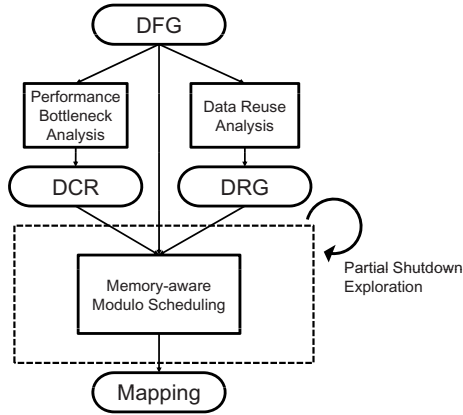 DFG
Performance
Bottleneck
Analysis
Data Reuse
Analysis
DCR
DRG
Memory-aware
Modulo Scheduling
Partial Shutdown
Exploration
Mapping